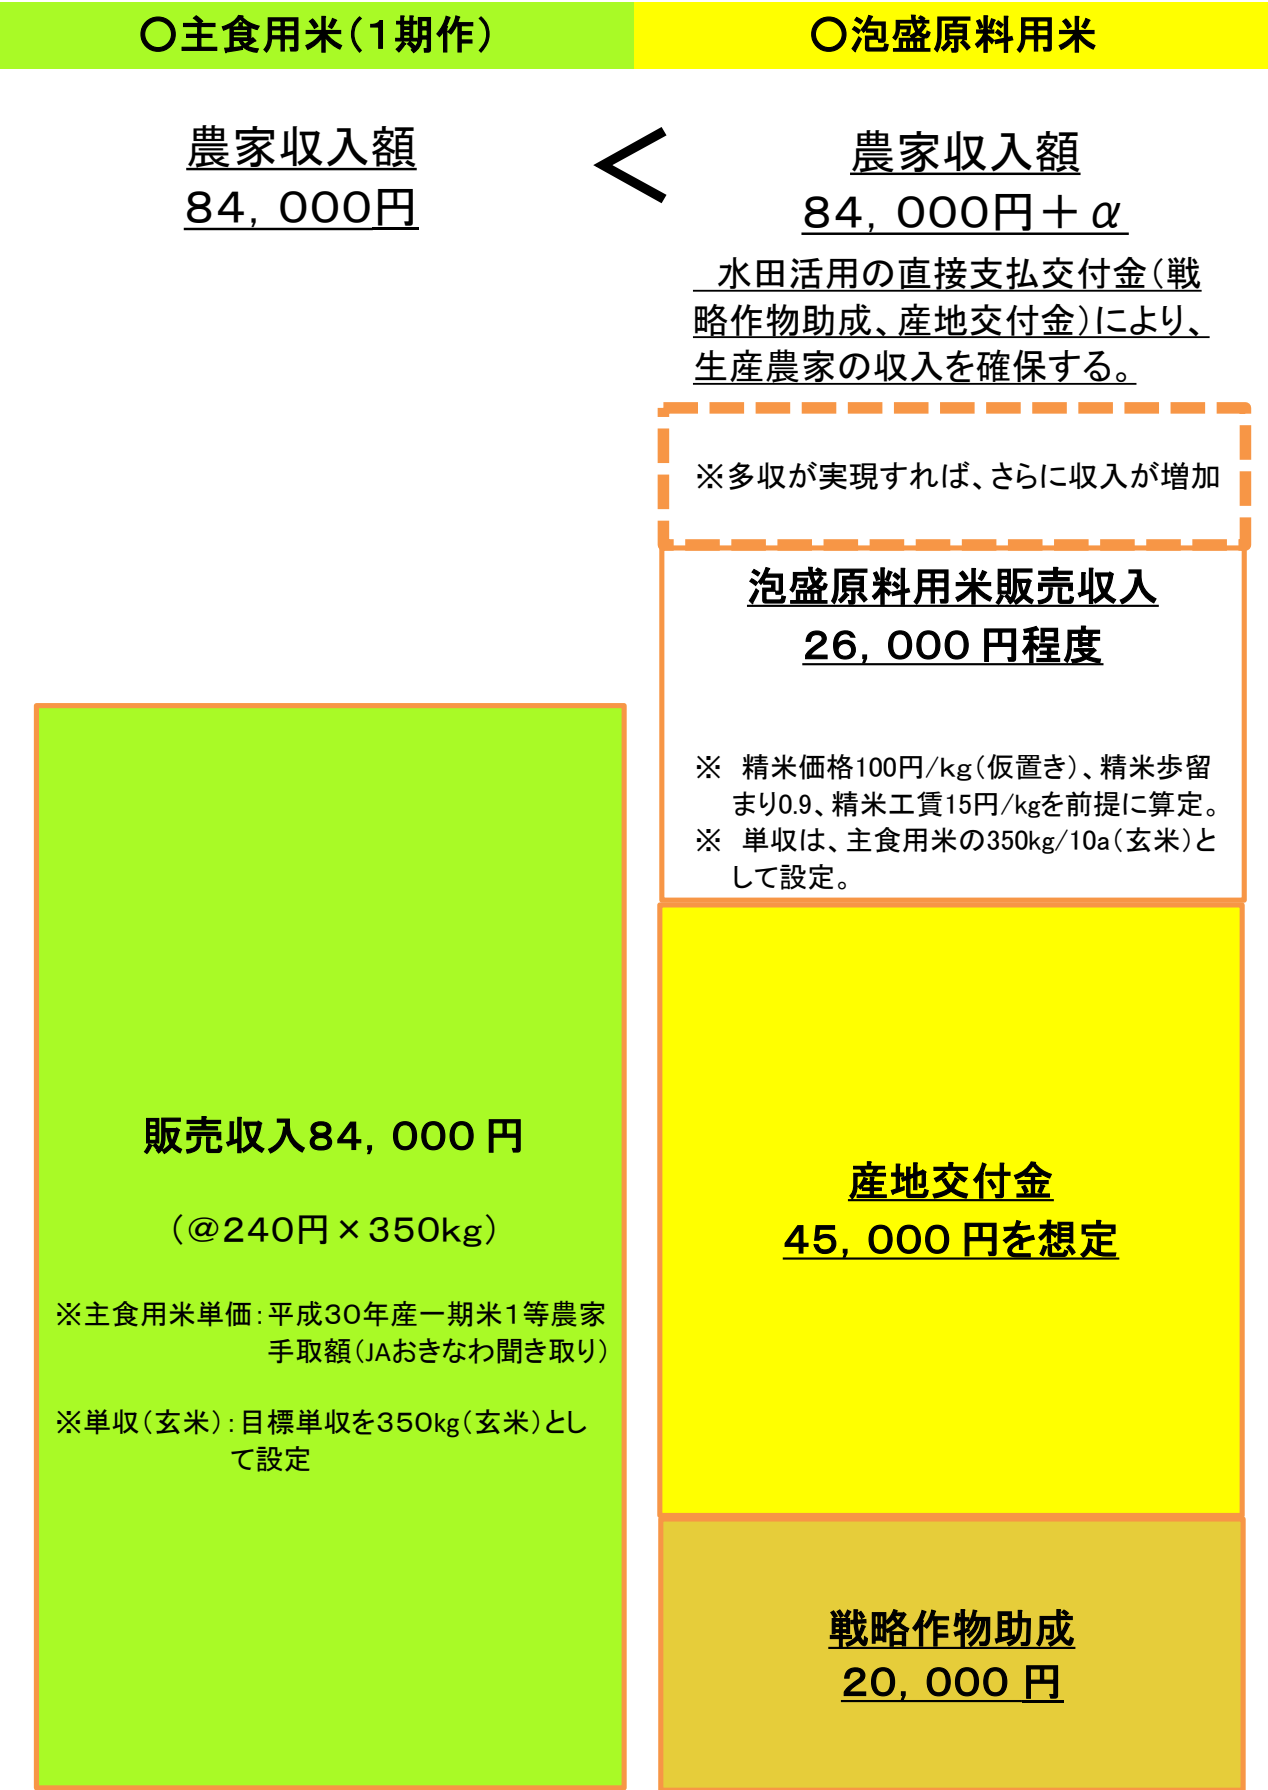 〇主食用米(1期作)
〇泡盛原料用米
農家収入額
84,000円
<
農家収入額
84,000円+α
水田活用の直接支払交付金(戦
略作物助成、産地交付金)により、
生産農家の収入を確保する。
※多収が実現すれば、さらに収入が増加
泡盛原料用米販売収入
26,000円程度
※ 精米価格100円/kg(仮置き)、精米歩留
まり0.9、精米工賃15円/kgを前提に算定。
※ 単収は、主食用米の350kg/10a(玄米)と
して設定。
販売収入84,000円
(@240円×350kg)
※主食用米単価:平成30年産一期米1等農家
手取額(JAおきなわ聞き取り)
※単収(玄米):目標単収を350kg(玄米)とし
て設定
産地交付金
45,000円を想定
戦略作物助成
20,000円